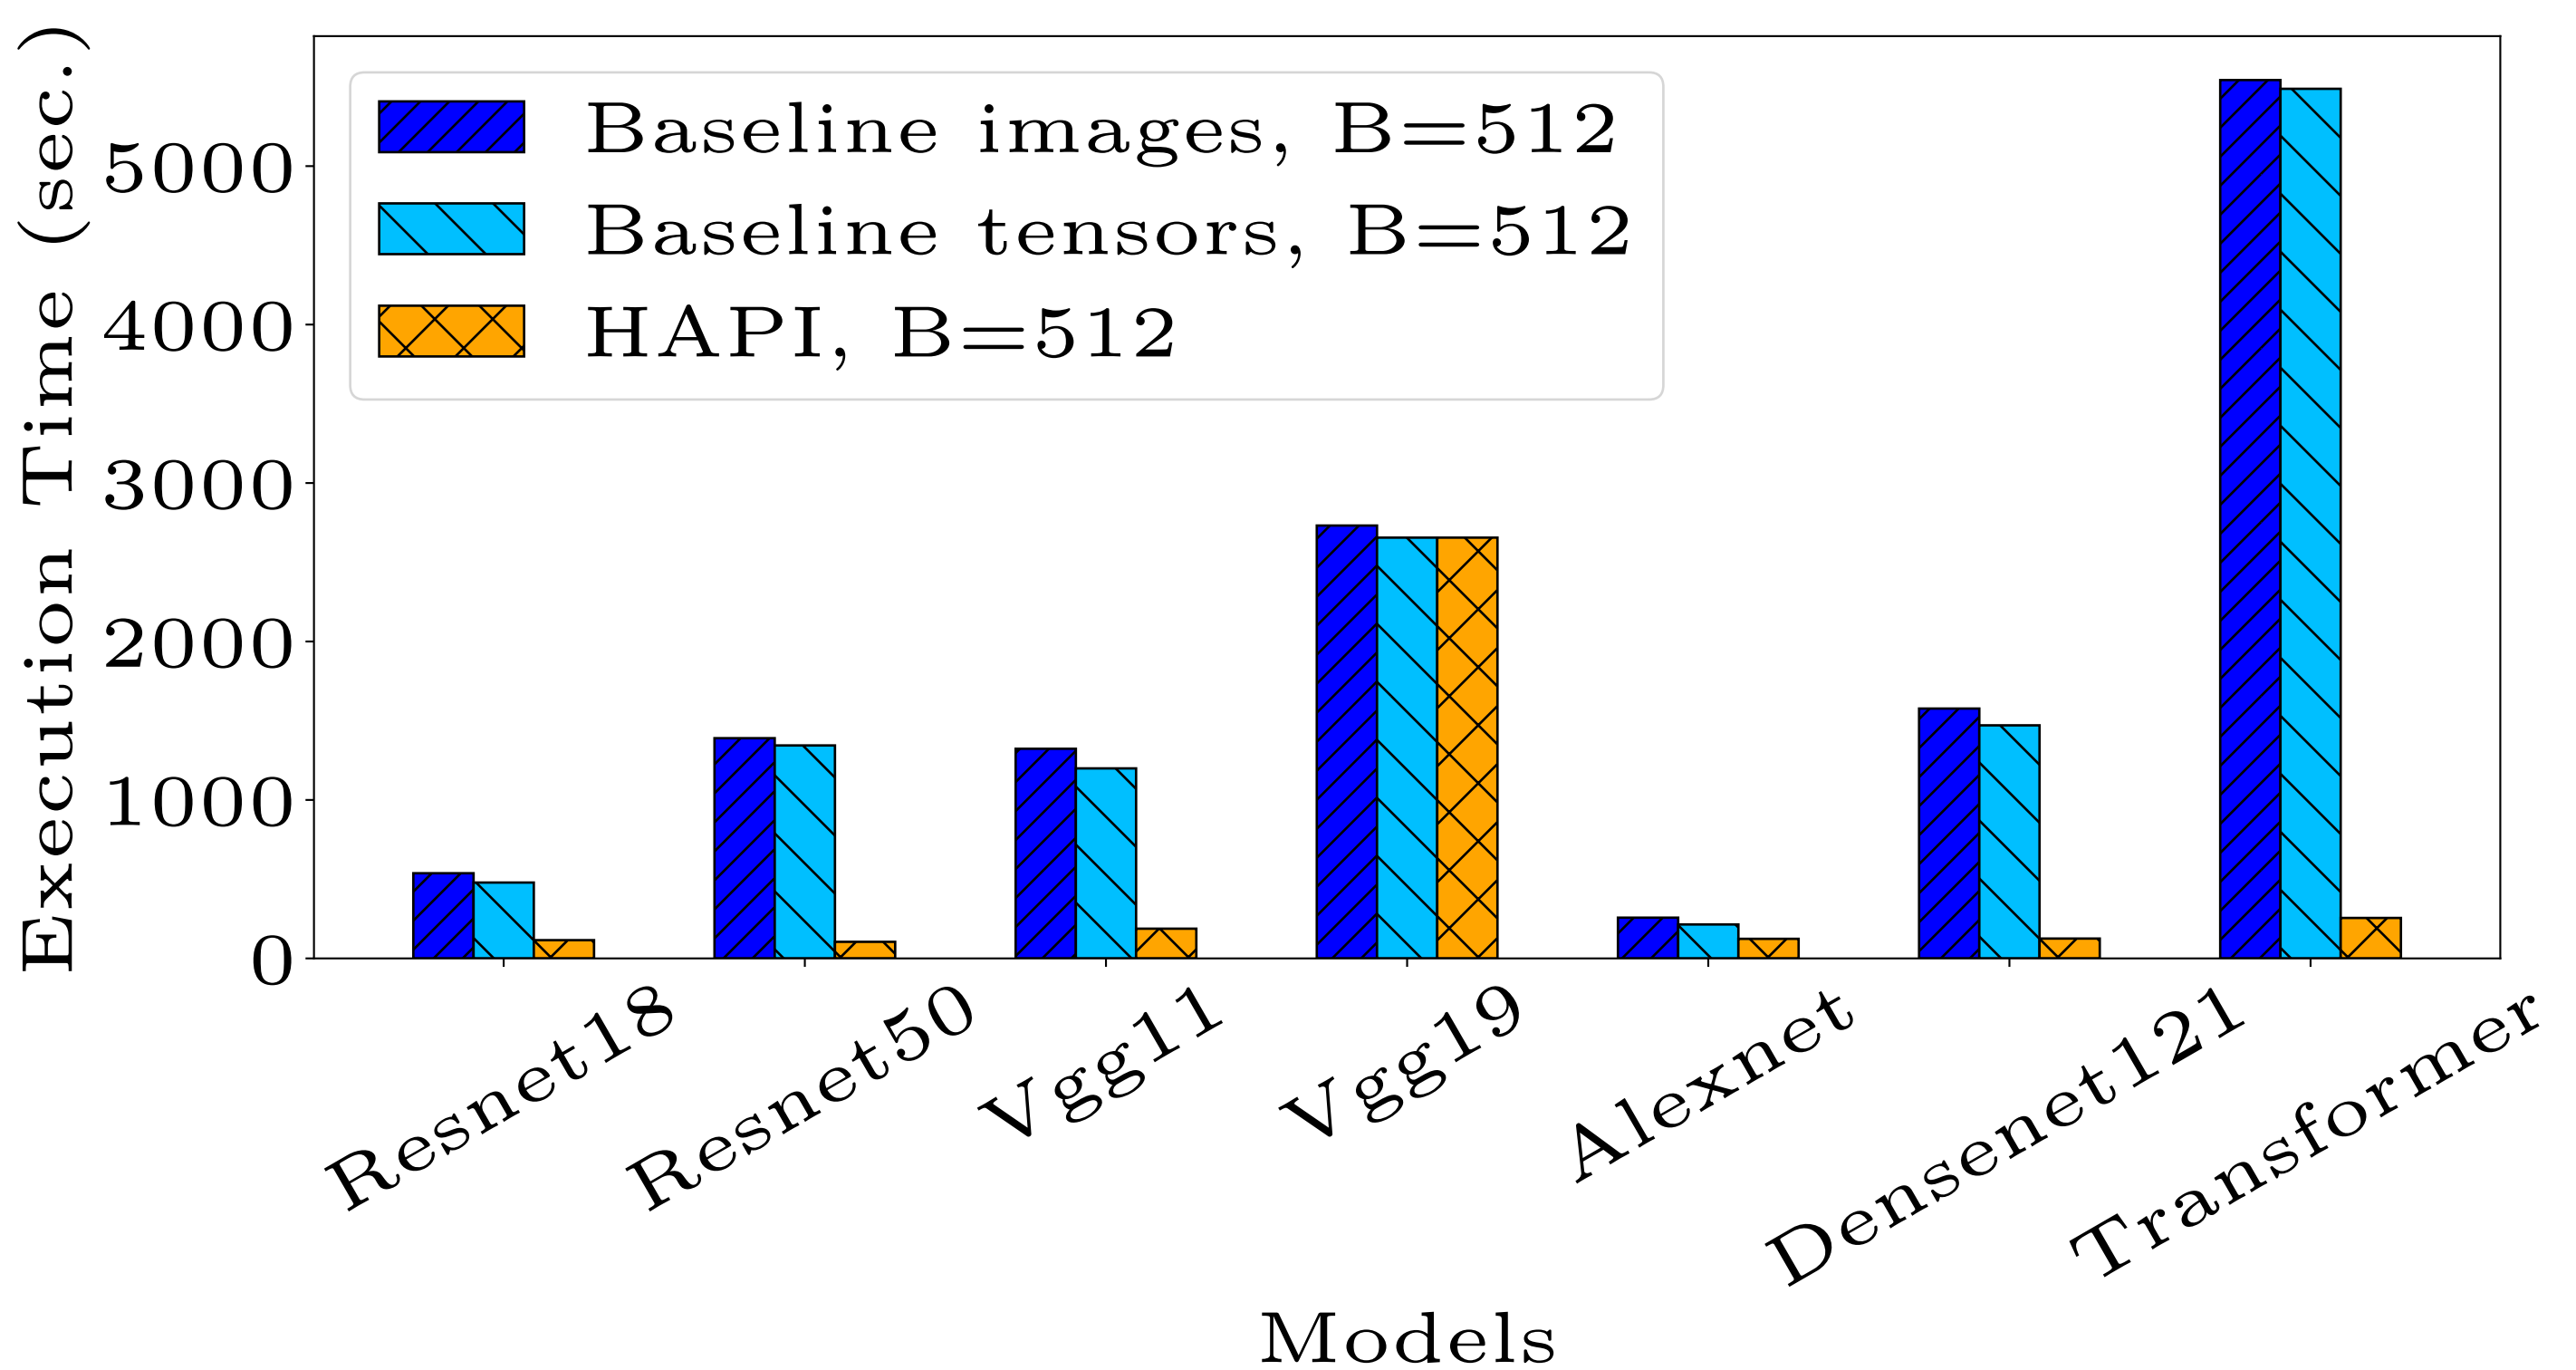 Execution Time (sec.)
5000
4000
3000
2000
1000
0
Baseline images, B=512
Baseline tensors, B=512
HAPI, B=512
Resnet18
Resnet50
Vgg11
Vgg19
Alexnet
Densenet121
Transformer
Models